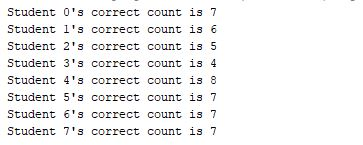 Student 0's correct count is 7
Student 1's correct count is 6
Student 2's correct count is 5
Student 3's correct count is 4
Student 4's correct count is 8
Student 5's correct count is 7
Student 6's correct count is 7
Student 7's correct count is 7